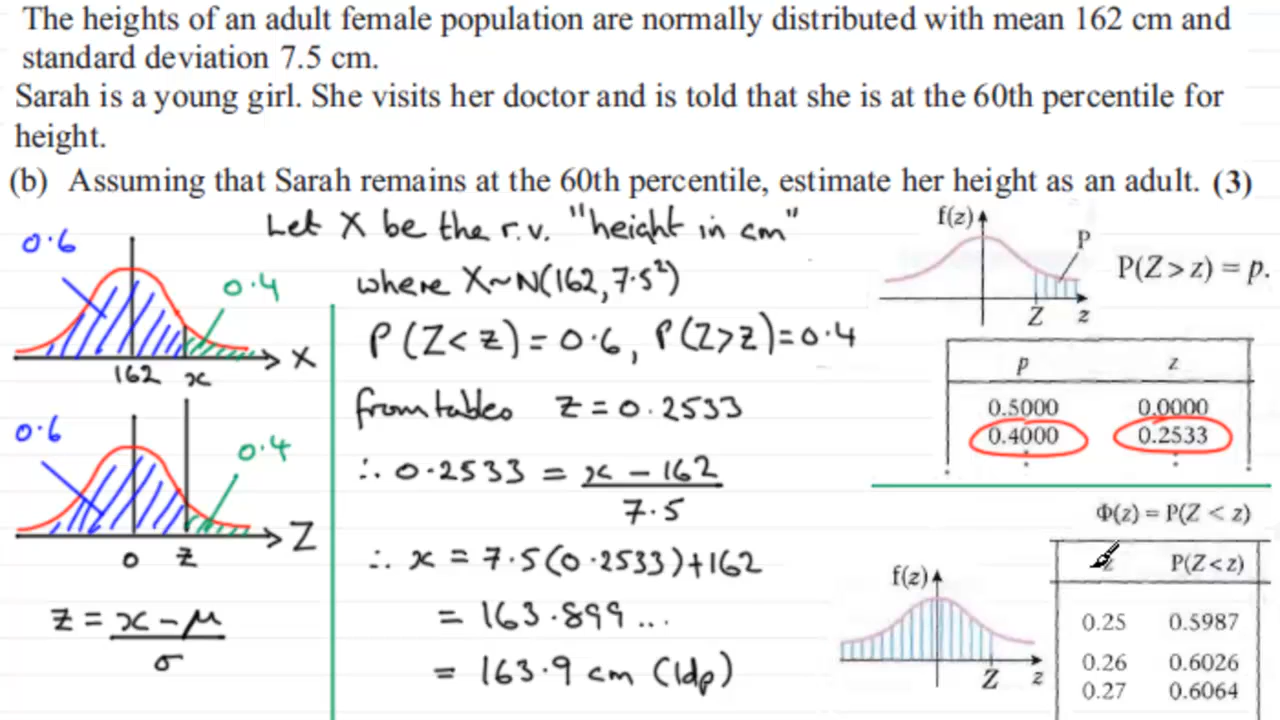 The heights of an adult female population are normally distributed with mean 162 cm and
standard deviation 7.5 cm.
Sarah is a young girl. She visits her doctor and is told that she is at the 60th percentile for
height.
(b) Assuming that Sarah remains at the 60th percentile, estimate her height as an adult. (3)
0.6
0.4
162 x
X
0.6
0.4
0 z
Z
z = x - μ
σ
Let X be the r.v. "height in cm"
where X~N(162, 7.5²)
P(Z < z) = 0.6, P(Z > z) = 0.4
from tables z = 0.2533
∴ 0.2533 = x - 162
7.5
∴ x = 7.5(0.2533)+162
= 163.899...
= 163.9 cm (1dp)
f(z)
P
Z z
P(Z > z) = p.
p z
0.5000 0.0000
0.4000 0.2533
Φ(z) = P(Z < z)
f(z)
Z z
P(Z < z)
0.25 0.5987
0.26 0.6026
0.27 0.6064